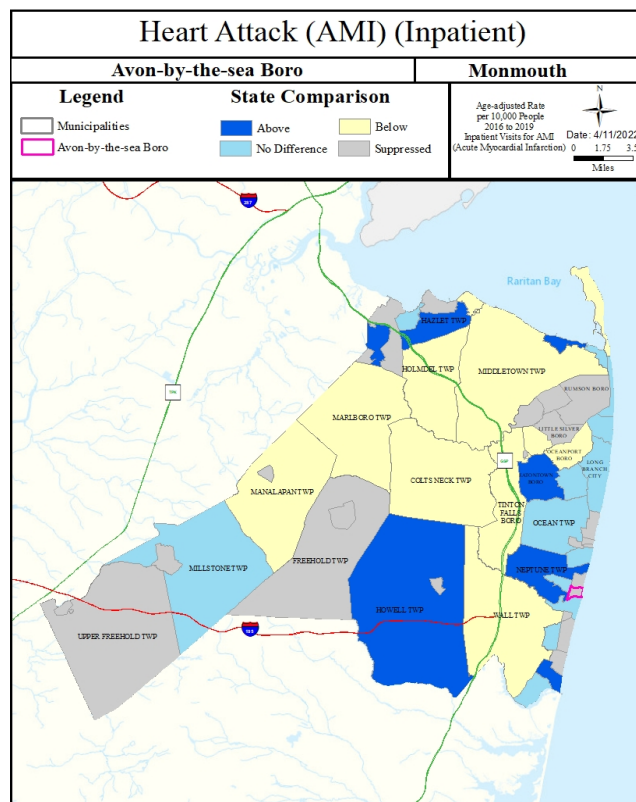 Heart Attack (AMI) (Inpatient)
Avon-by-the-sea Boro
Monmouth
Legend
Municipalities
Avon-by-the-sea Boro
State Comparison
Above
Below
No Difference
Suppressed
Age-adjusted Rate
per 10,000 People
2016 to 2019
Inpatient Visits for AMI
(Acute Myocardial Infarction)
N
Date: 4/11/2022
0 1.75 3.5
Miles
287
Raritan Bay
HAZLET TWP
HOLMDEL TWP
MIDDLETOWN TWP
RUMSON BORO
MARLBORO TWP
LITTLE SILVER
BORO
OCEANPORT
BORO
LONG
BRANCH
CITY
COLTS NECK TWP
MANALAPAN TWP
TINTON
FALLS
BORO
OCEAN TWP
FREEHOLD TWP
MILLSTONE TWP
NEPTUNE TWP
HOWELL TWP
WALL TWP
195
UPPER FREEHOLD TWP